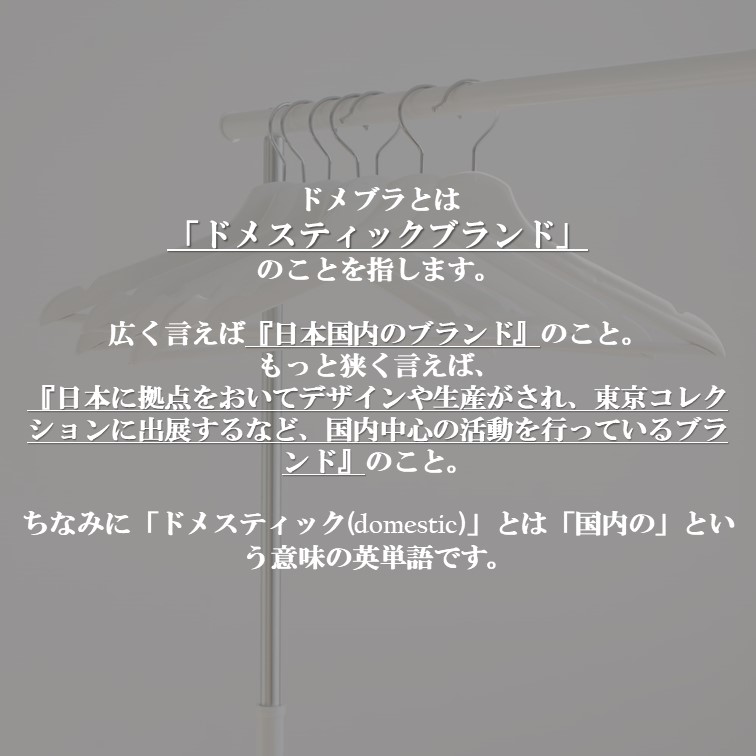 ドメブラとは
「ドメスティックブランド」
のことを指します。
広く言えば『日本国内のブランド』のこと。
もっと狭く言えば、
『日本に拠点をおいてデザインや生産がされ、東京コレク
ションに出展するなど、国内中心の活動を行っているブラ
ンド』のこと。
ちなみに「ドメスティック(domestic)」とは「国内の」とい
う意味の英単語です。